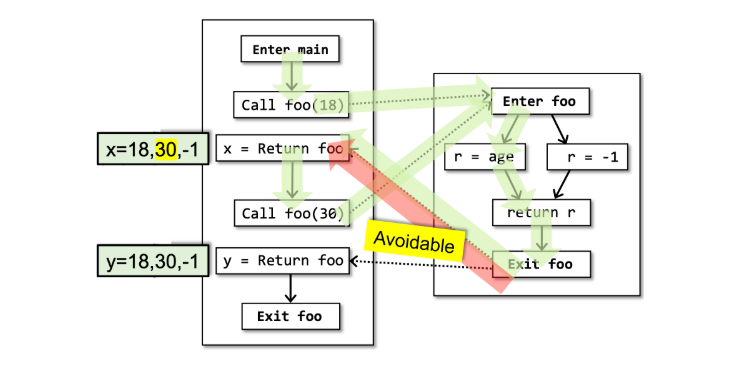 Enter main
Call foo(18)
x=18,30,-1
x = Return foo
Call foo(30)
y=18,30,-1
y = Return foo
Exit foo
Avoidable
Enter foo
r = age
r = -1
return r
Exit foo